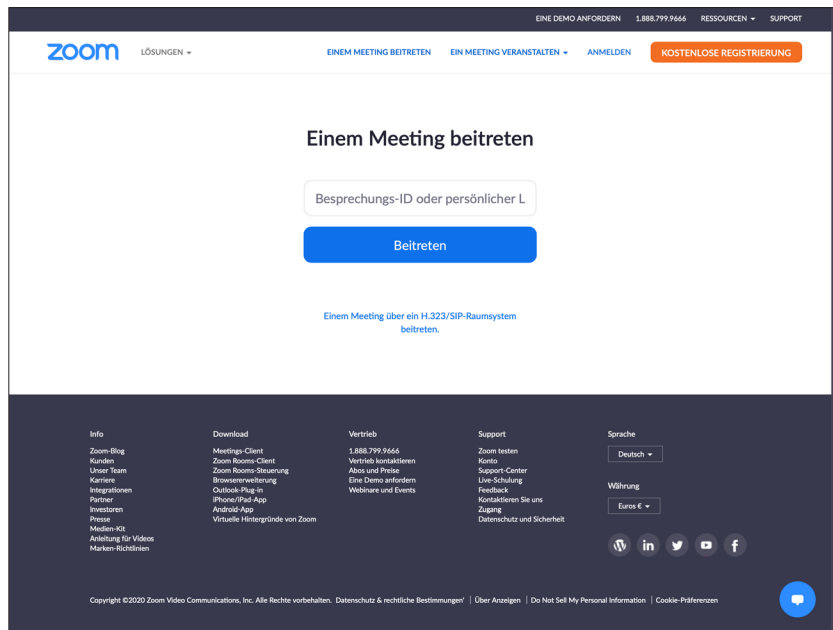 EINE DEMO ANFORDERN 1.888.799.9666 RESSOURCEN SUPPORT
zoom LÖSUNGEN EINEM MEETING BEITRETEN EIN MEETING VERANSTALTEN ANMELDEN KOSTENLOSE REGISTRIERUNG
Einem Meeting beitreten
Besprechungs-ID oder persönlicher L
Beitreten
Einem Meeting über ein H.323/SIP-Raumsystem
beitreten.
Info
Zoom-Blog
Kunden
Unser Team
Karriere
Integrationen
Partner
Investoren
Presse
Medien-Kit
Anleitung für Videos
Marken-Richtlinien
Download
Meetings-Client
Zoom Rooms-Client
Zoom Rooms-Steuerung
Browsererweiterung
Outlook-Plug-in
iPhone/iPad-App
Android-App
Virtuelle Hintergründe von Zoom
Vertrieb
1.888.799.9666
Vertrieb kontaktieren
Abos und Preise
Eine Demo anfordern
Webinare und Events
Support
Zoom testen
Konto
Support-Center
Live-Schulung
Feedback
Kontaktieren Sie uns
Zugang
Datenschutz und Sicherheit
Sprache
Deutsch
Währung
Euros €
in f
Copyright ©2020 Zoom Video Communications, Inc. Alle Rechte vorbehalten. Datenschutz & rechtliche Bestimmungen' | Über Anzeigen | Do Not Sell My Personal Information | Cookie-Präferenzen